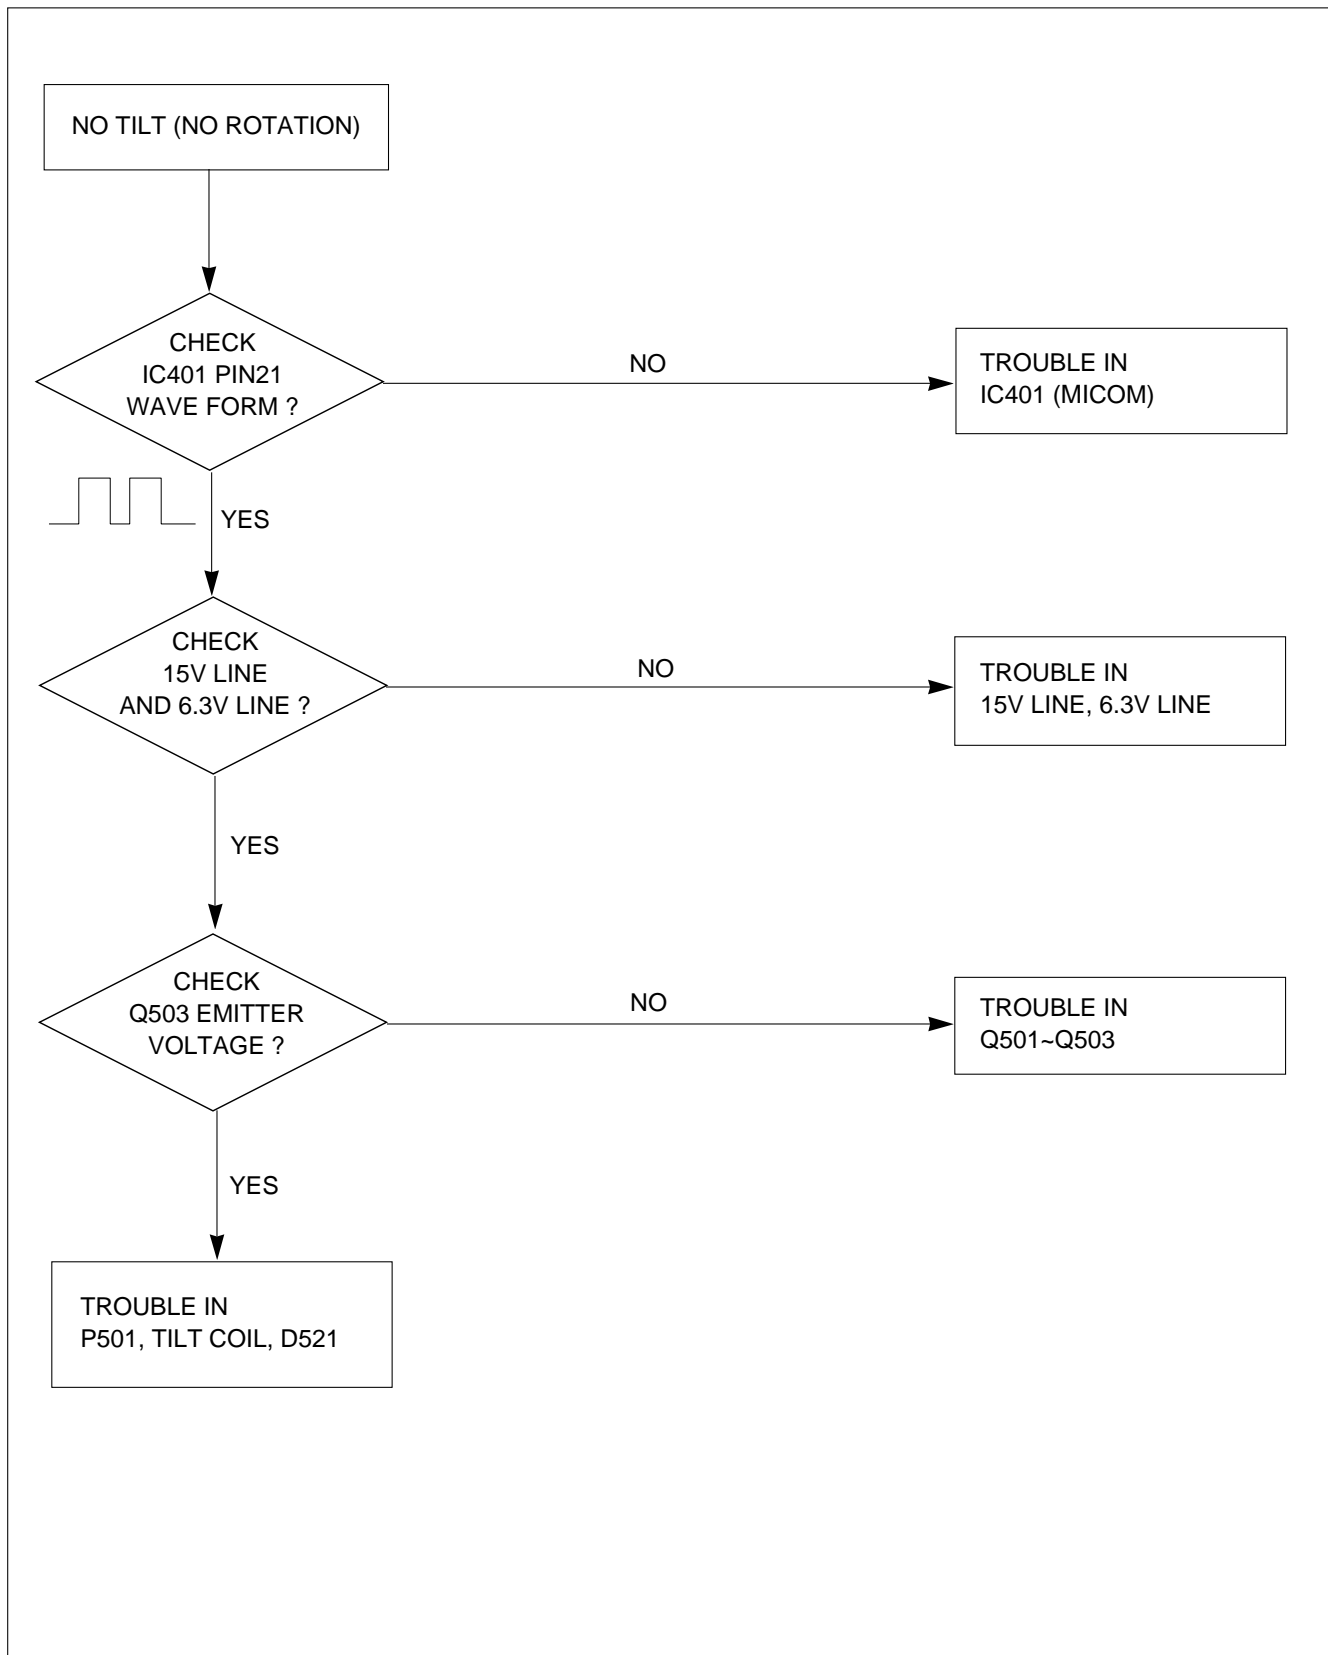 NO TILT (NO ROTATION)
CHECK
IC401 PIN21
WAVE FORM ?
NO
TROUBLE IN
IC401 (MICOM)
YES
CHECK
15V LINE
AND 6.3V LINE ?
NO
TROUBLE IN
15V LINE, 6.3V LINE
YES
CHECK
Q503 EMITTER
VOLTAGE ?
NO
TROUBLE IN
Q501~Q503
YES
TROUBLE IN
P501, TILT COIL, D521